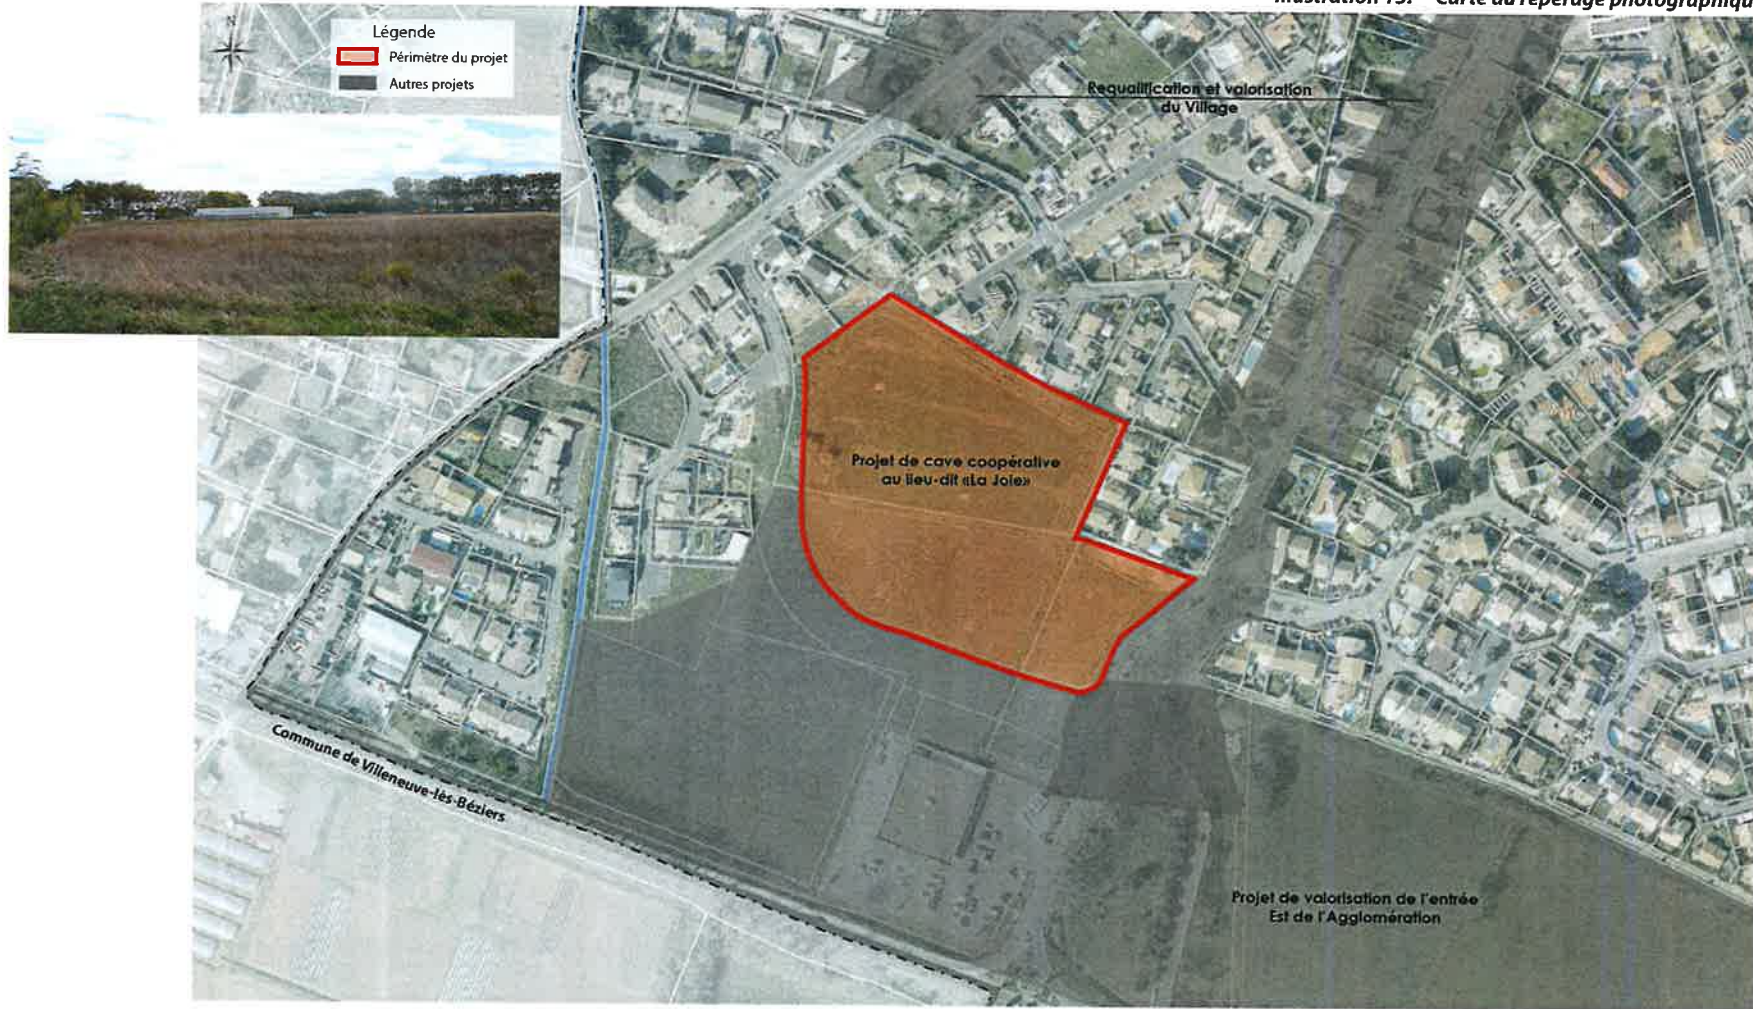 Carte du repérage photographique
N
Légende
Périmètre du projet
Autres projets
Requalification et valorisation
du Village
Projet de cave coopérative
au lieu-dit «La Joie»
Commune de Villeneuve-lès-Béziers
Projet de valorisation de l'entrée
Est de l'Agglomération